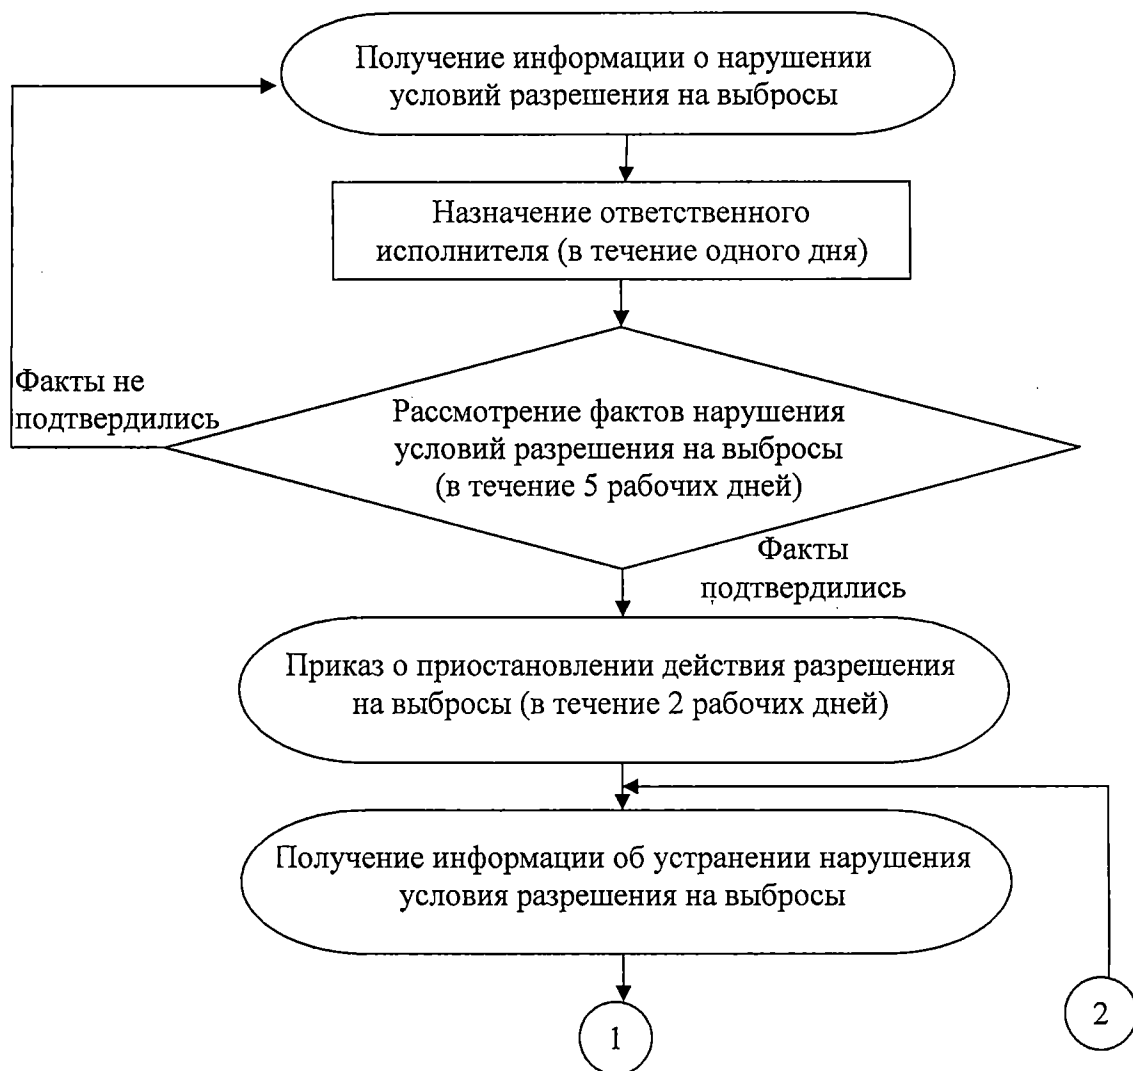 Получение информации о нарушении
условий разрешения на выбросы
Назначение ответственного
исполнителя (в течение одного дня)
Факты не
подтвердились
Рассмотрение фактов нарушения
условий разрешения на выбросы
(в течение 5 рабочих дней)
Факты
подтвердились
Приказ о приостановлении действия разрешения
на выбросы (в течение 2 рабочих дней)
Получение информации об устранении нарушения
условия разрешения на выбросы
1
2